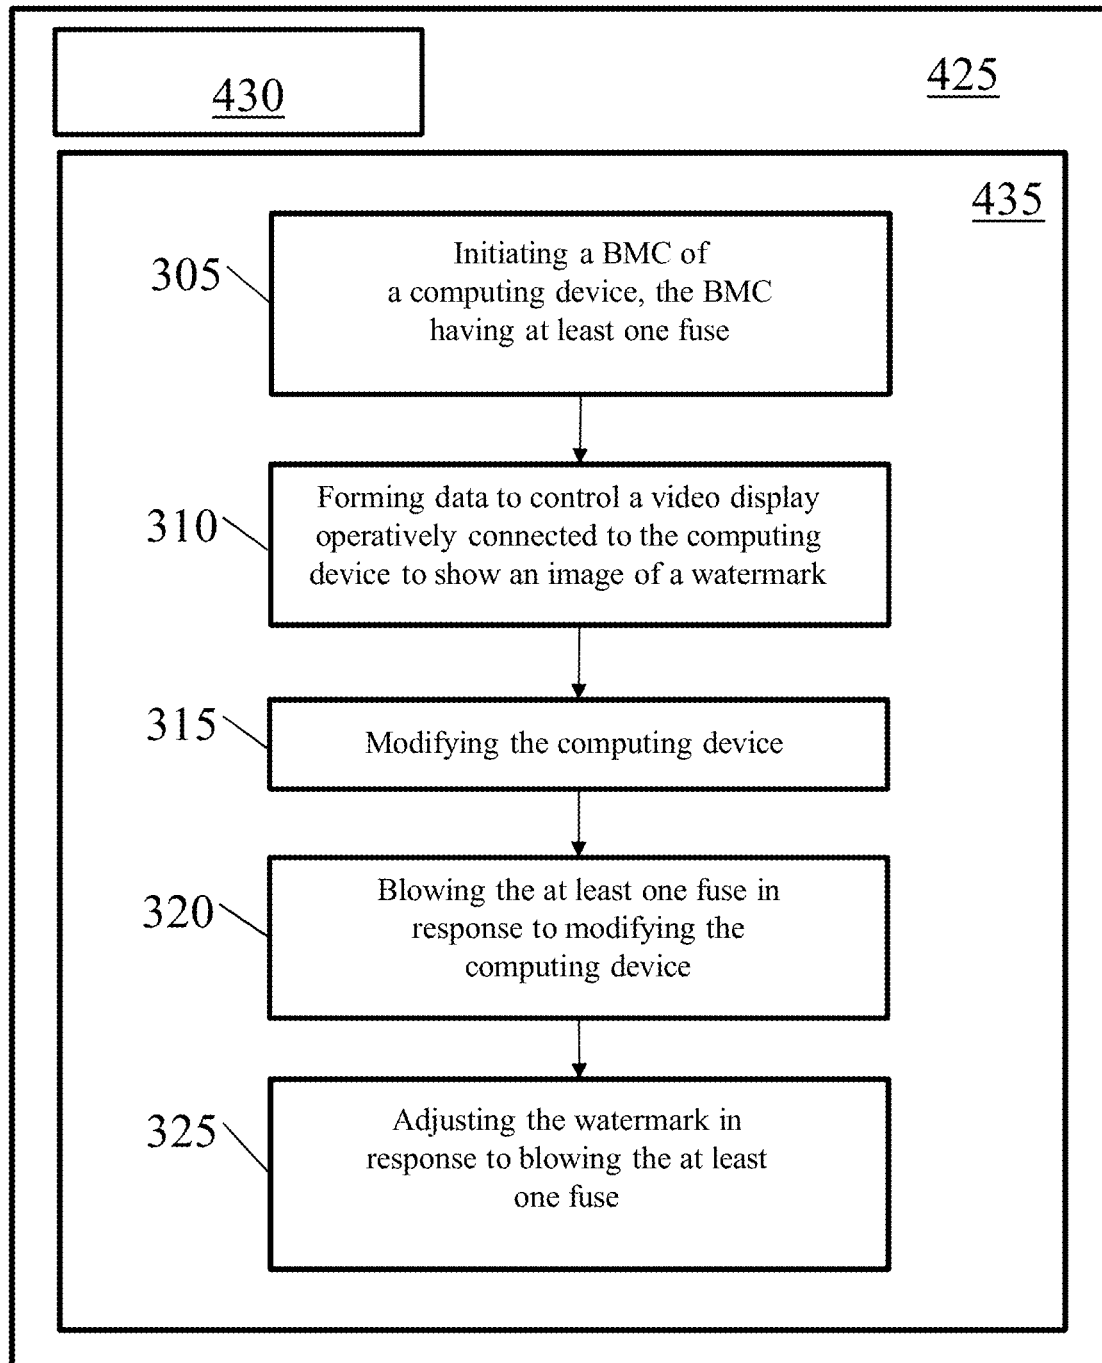 430
425
435
305
Initiating a BMC of
a computing device, the BMC
having at least one fuse
310
Forming data to control a video display
operatively connected to the computing
device to show an image of a watermark
315
Modifying the computing device
320
Blowing the at least one fuse in
response to modifying the
computing device
325
Adjusting the watermark in
response to blowing the at least
one fuse